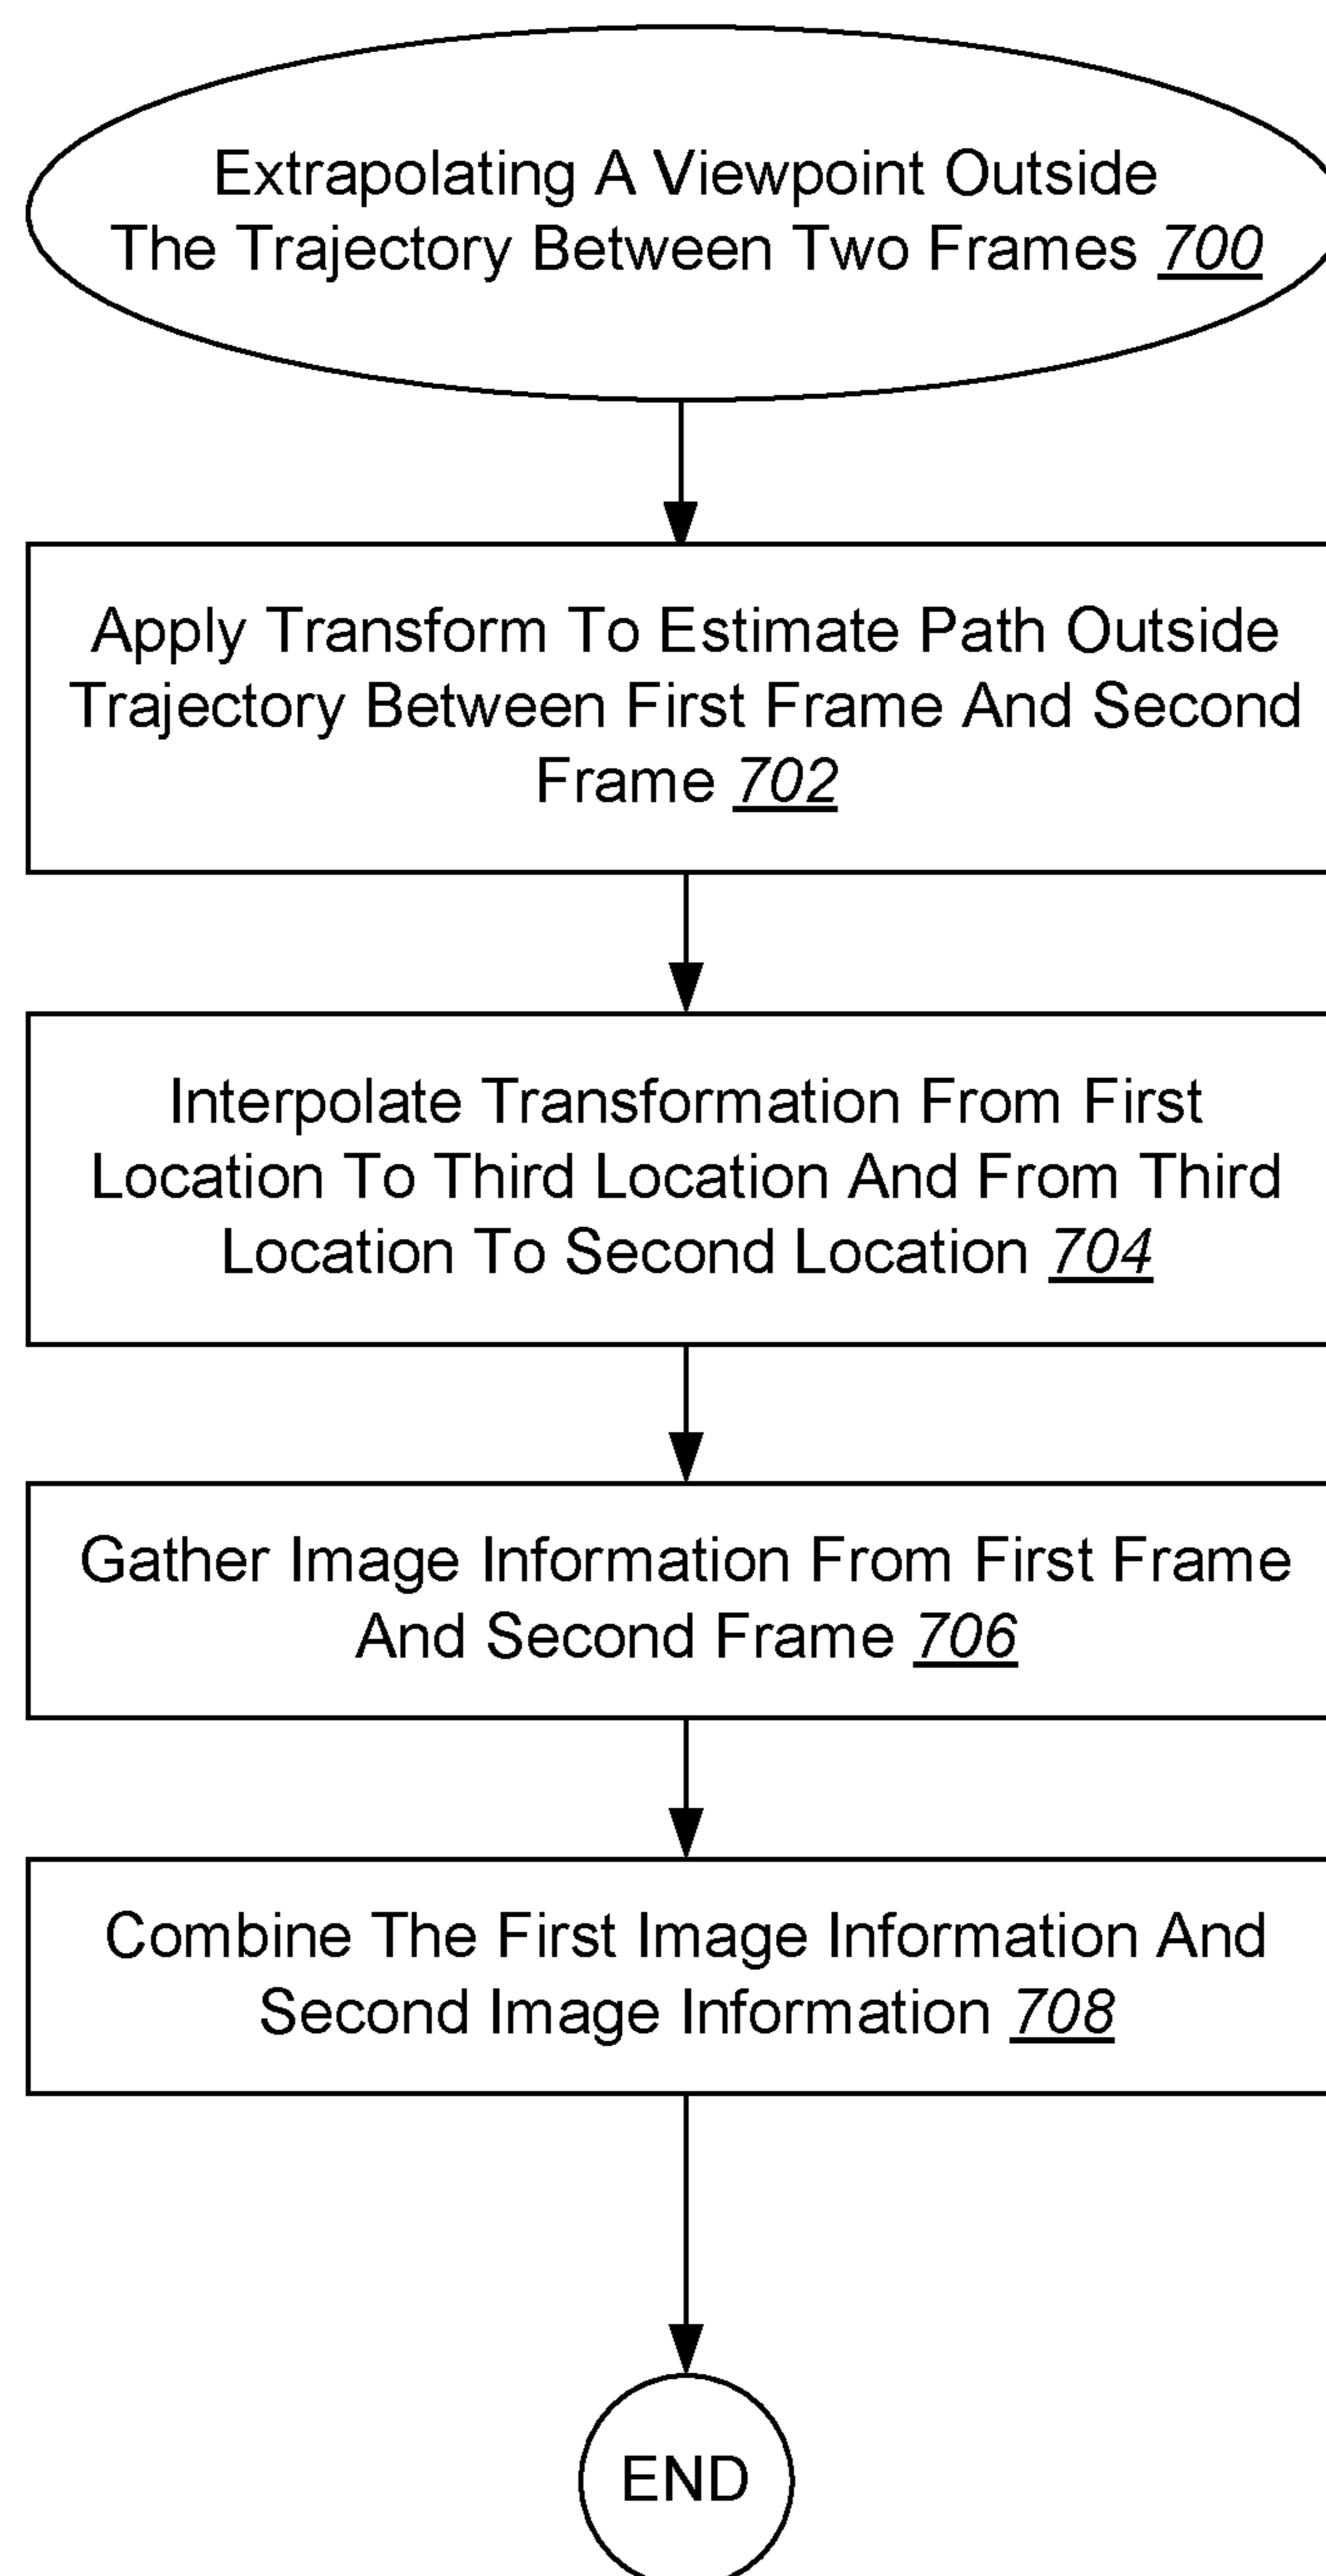 Extrapolating A Viewpoint Outside
The Trajectory Between Two Frames 700
Apply Transform To Estimate Path Outside
Trajectory Between First Frame And Second
Frame 702
Interpolate Transformation From First
Location To Third Location And From Third
Location To Second Location 704
Gather Image Information From First Frame
And Second Frame 706
Combine The First Image Information And
Second Image Information 708
END